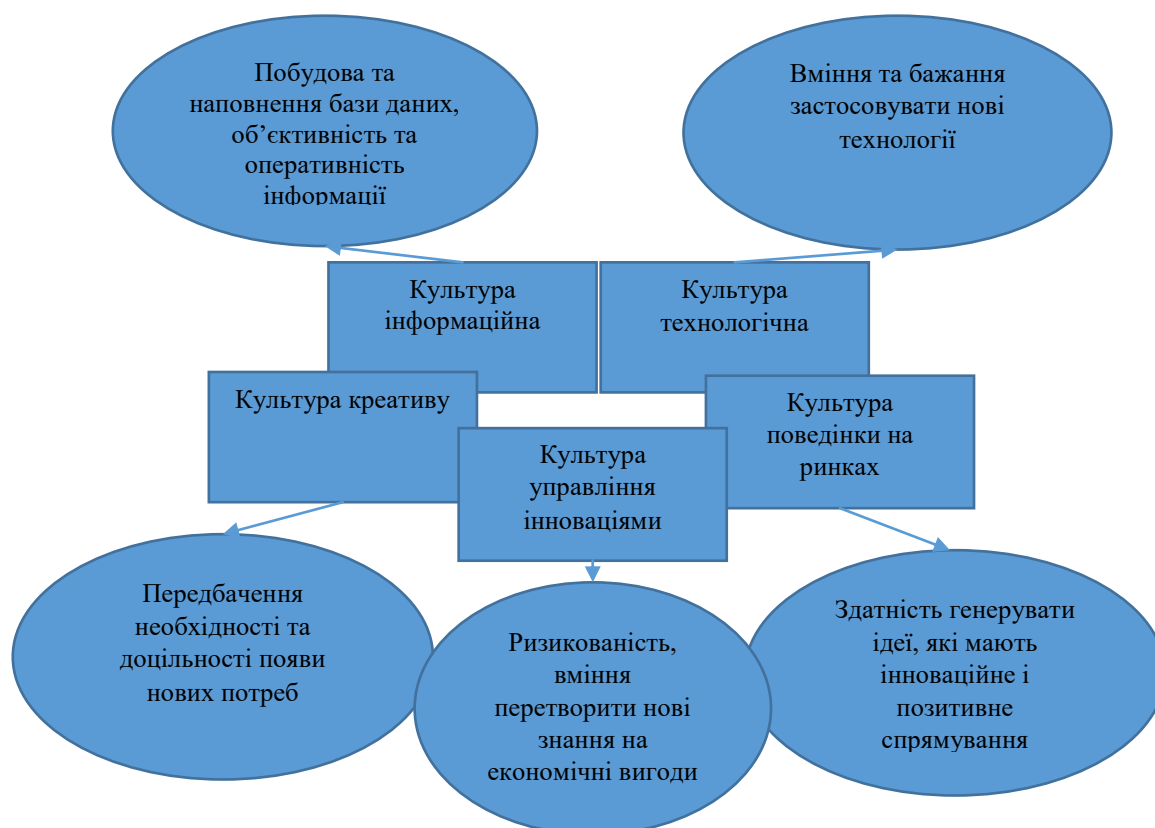 Побудова та
наповнення бази даних,
об’єктивність та
оперативність
інформації
Вміння та бажання
застосовувати нові
технології
Культура
інформаційна
Культура
технологічна
Культура креативу
Культура
поведінки на
ринках
Культура
управління
інноваціями
Передбачення
необхідності та
доцільності появи
нових потреб
Ризикованість,
вміння
перетворити нові
знання на
економічні вигоди
Здатність генерувати
ідеї, які мають
інноваційне і
позитивне
спрямування